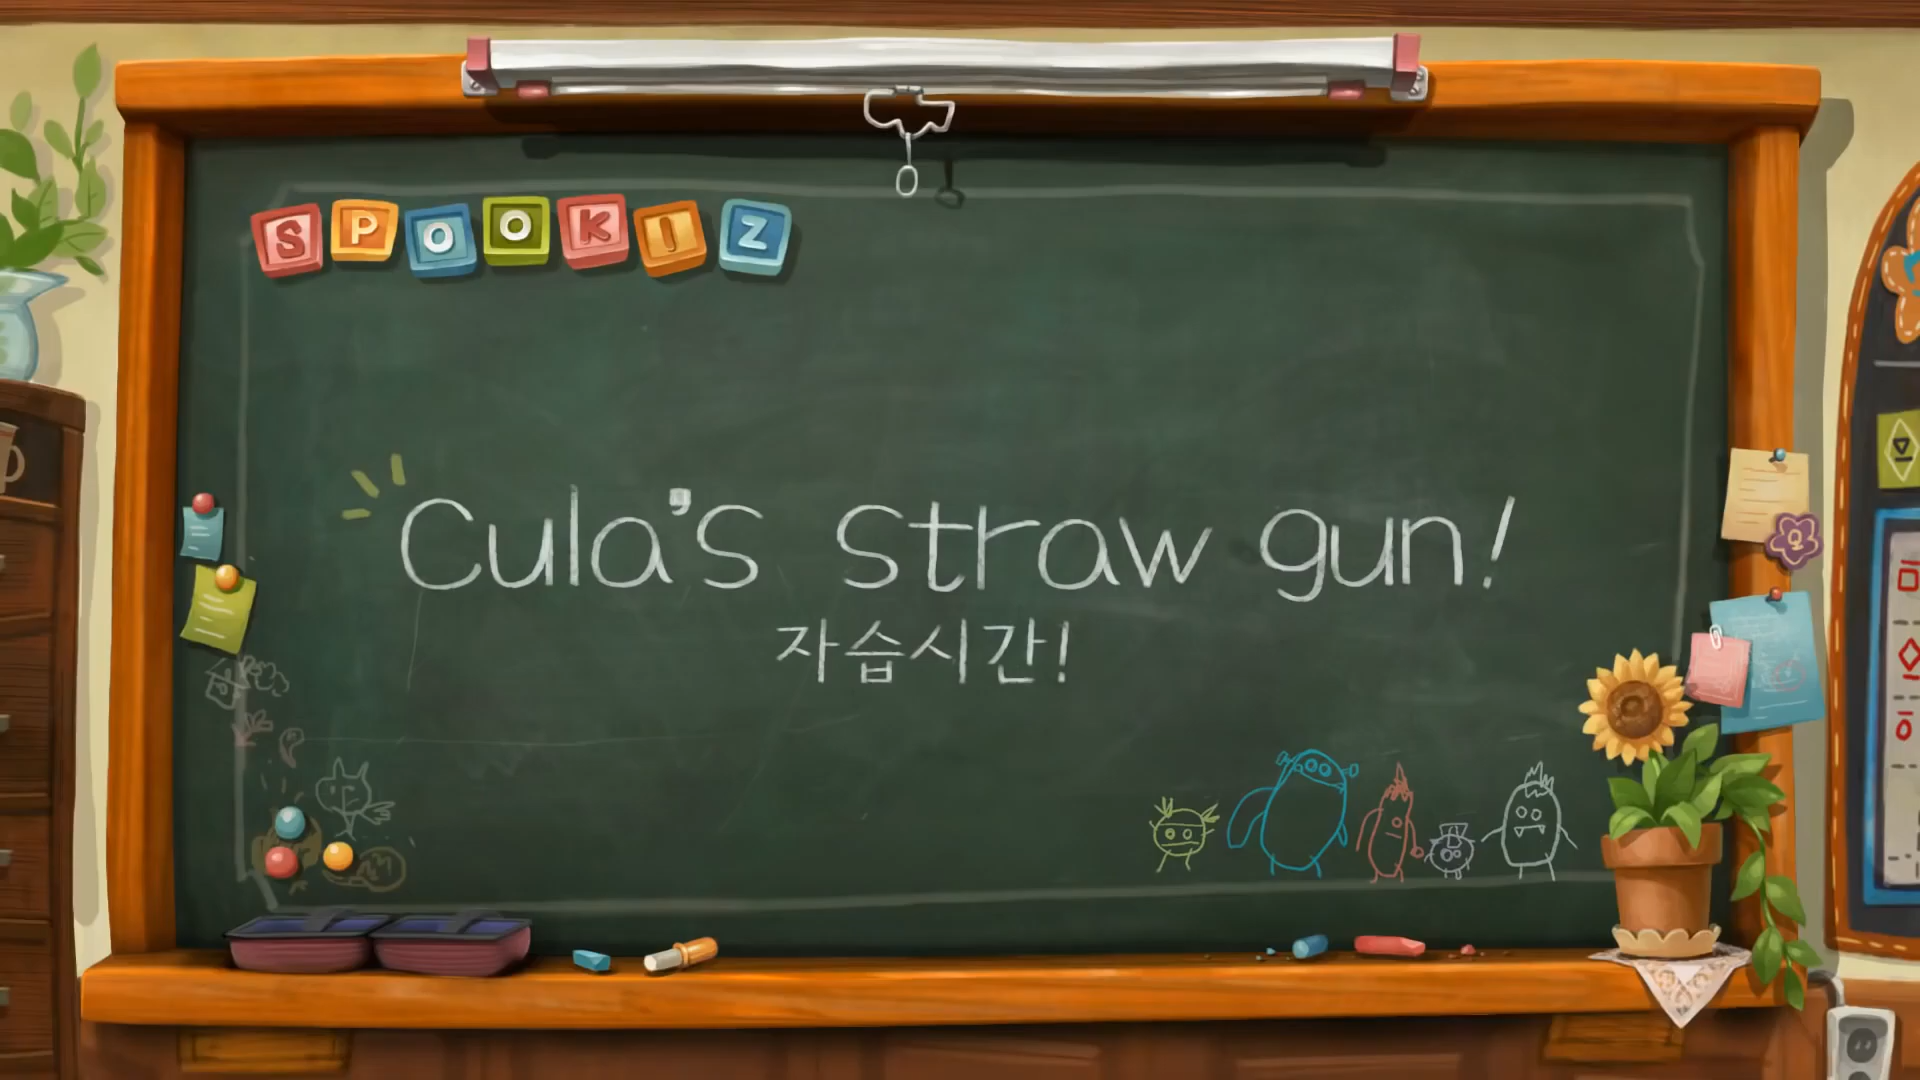 SPOOKIZ
Cula's straw gun!
자습시간!
Q